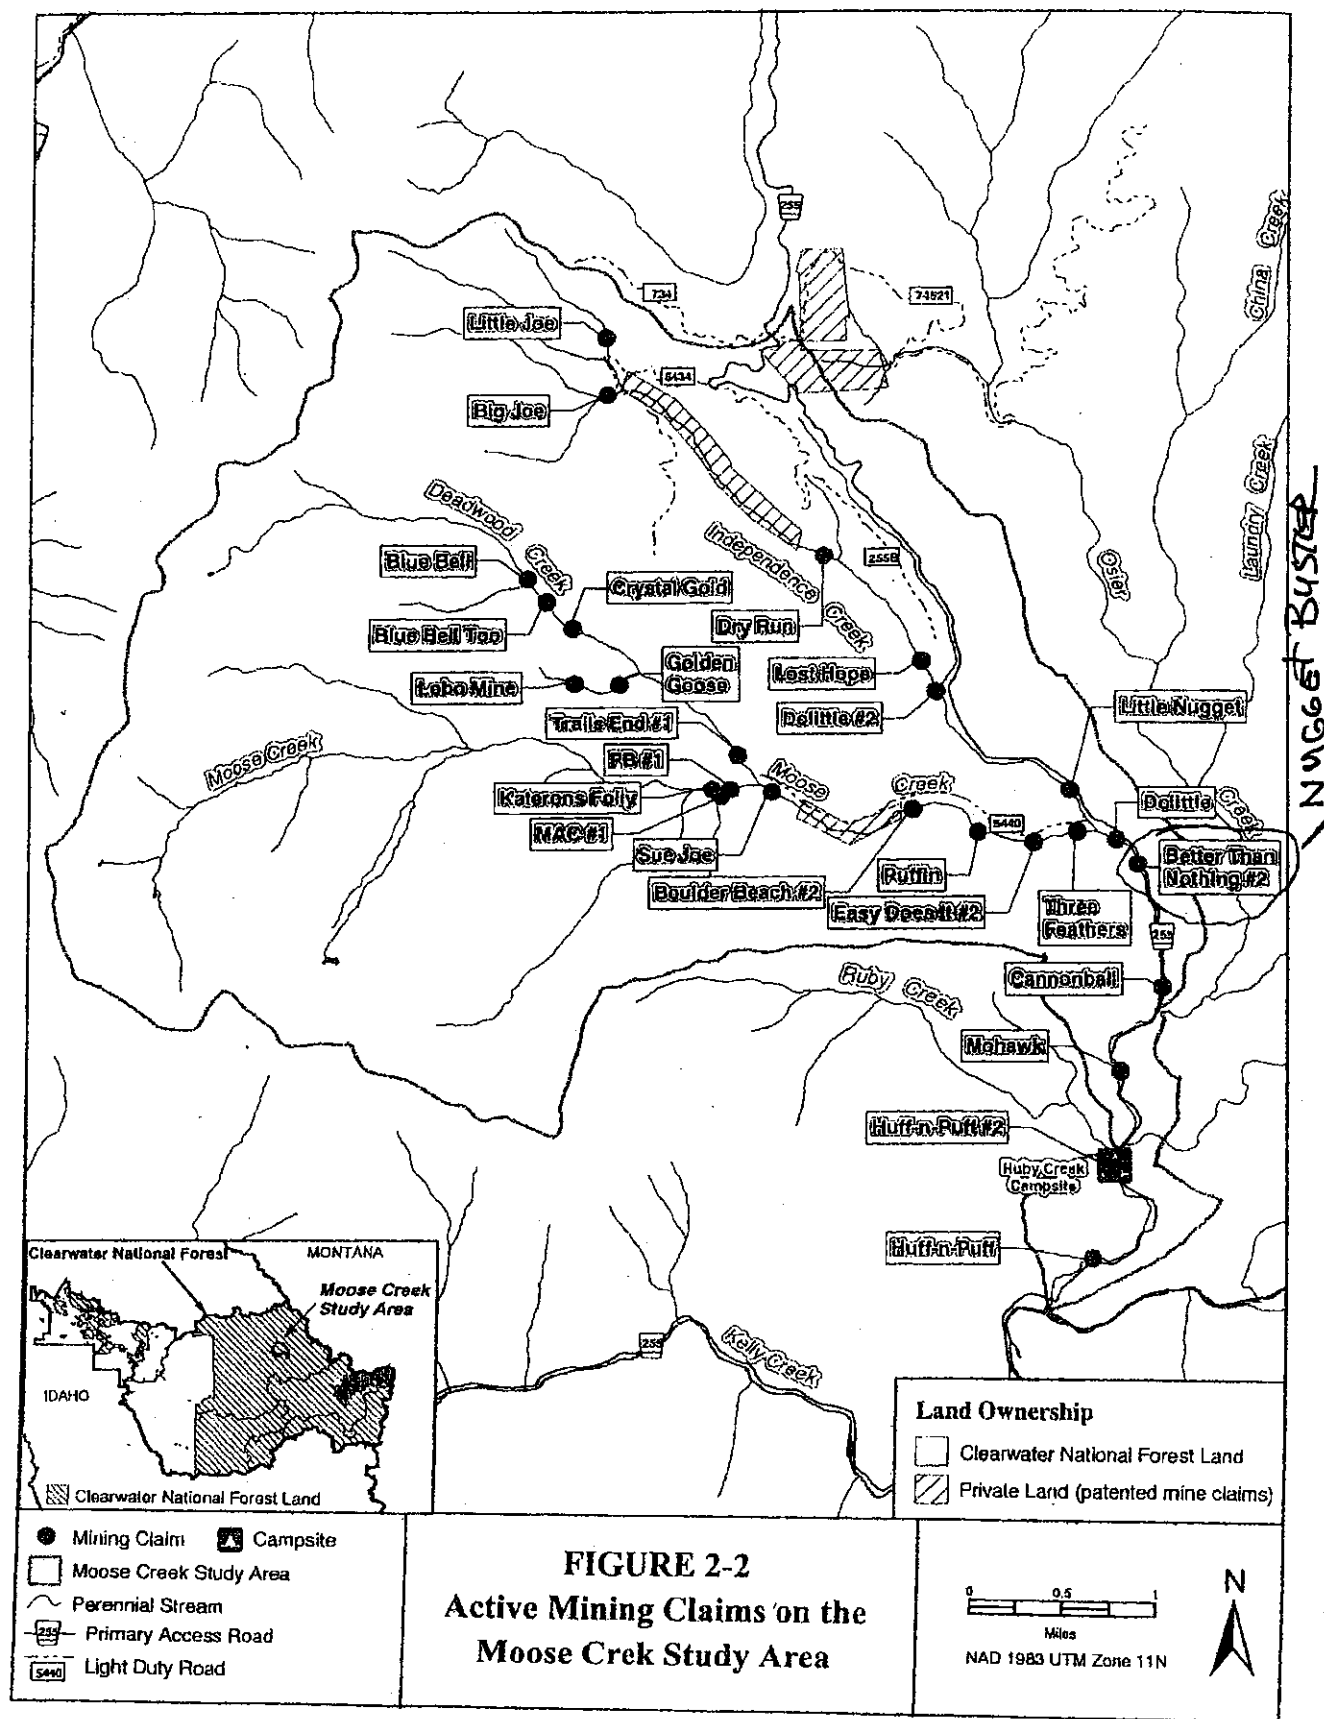 255
734
74521
China Creek
Little Joe
5434
Big Joe
Laundry Creek
NUGGET BUSTER
Deadwood
Creek
Independence
Creek
255B
Osier
Creek
Blue Bell
Crystal Gold
Blue Bell Too
Dry Run
Golden
Goose
Lobo Mine
Lost Hope
Dolittle #2
Little Nugget
Trails End #1
Moose Creek
PB #1
Moose
Creek
Katerons Folly
Dolittle
MAC #1
5440
Sue Joe
Better Than
Nothing #2
Boulder Beach #2
Ruffin
Easy Does It #2
Three
Feathers
255
Ruby Creek
Cannonball
Mohawk
Huff-n-Puff #2
Ruby Creek
Campsite
Huff-n-Puff
Clearwater National Forest
MONTANA
Moose Creek
Study Area
IDAHO
Clearwater National Forest Land
255
Kelly Creek
Land Ownership
Clearwater National Forest Land
Private Land (patented mine claims)
Mining Claim
Campsite
Moose Creek Study Area
Perennial Stream
255 Primary Access Road
5440 Light Duty Road
FIGURE 2-2
Active Mining Claims on the
Moose Crek Study Area
0 0.5 1
Miles
NAD 1983 UTM Zone 11N
N